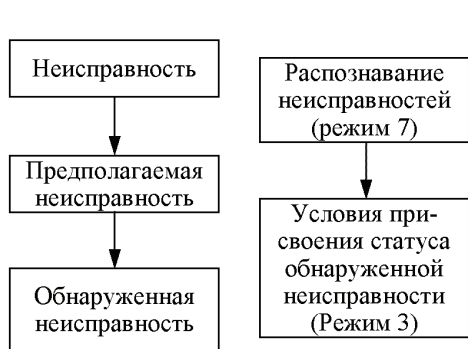 Неисправность
Предполагаемая
неисправность
Обнаруженная
неисправность
Распознавание
неисправностей
(режим 7)
Условия при-
своения статуса
обнаруженной
неисправности
(Режим 3)